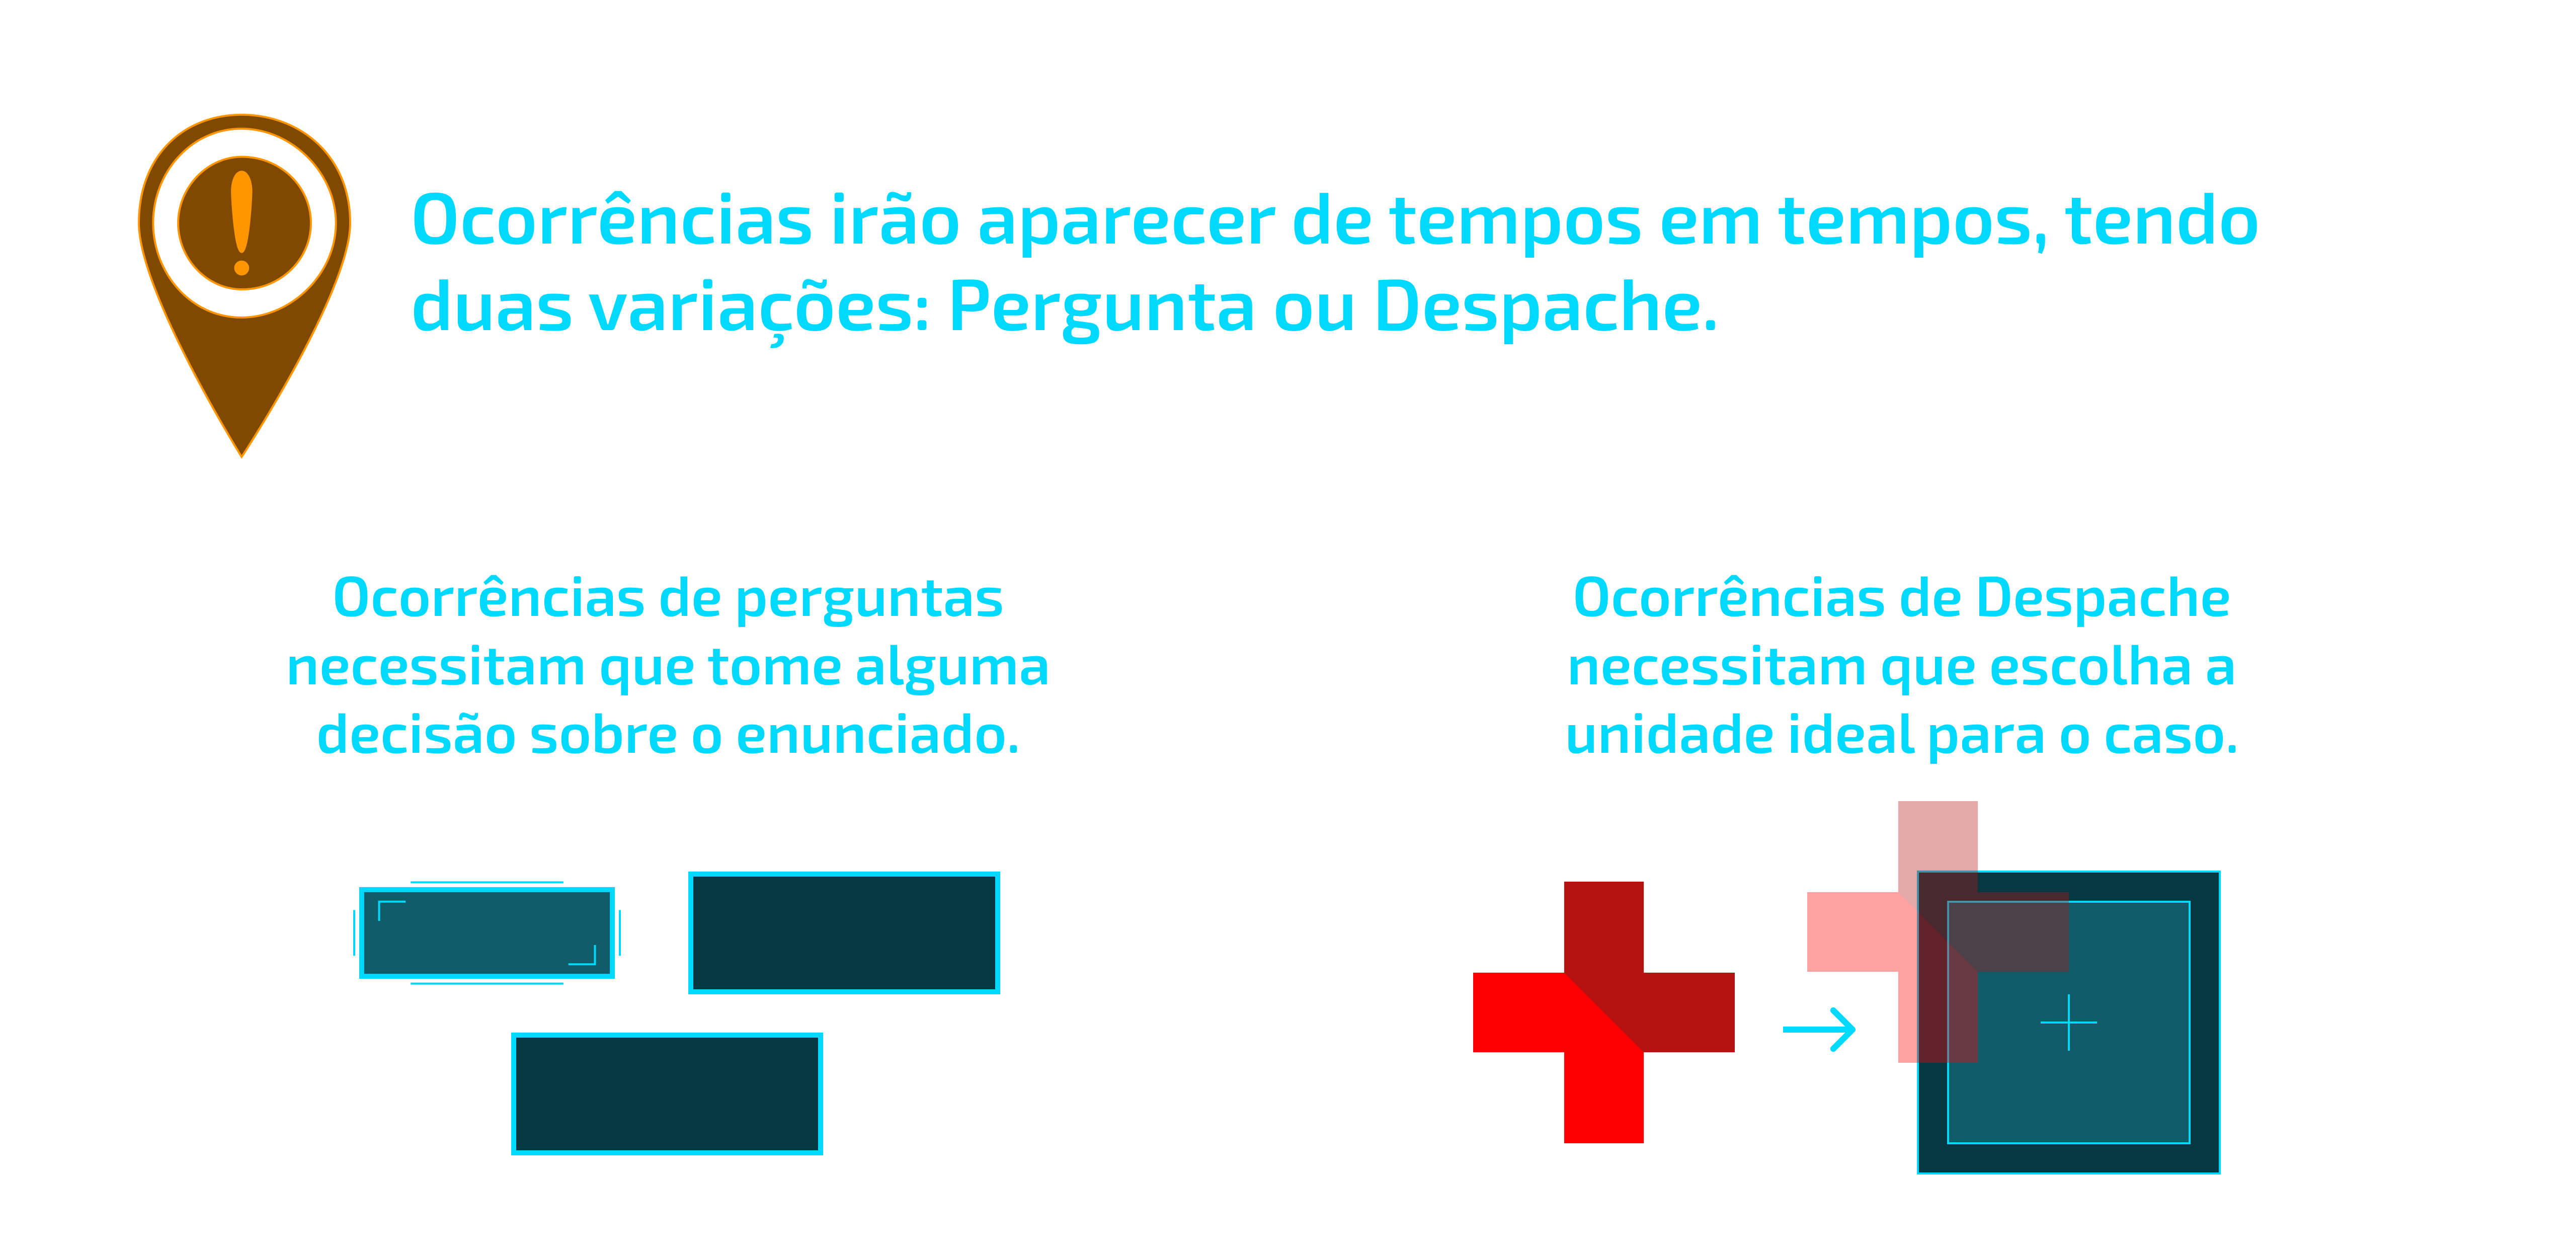 Ocorrências irão aparecer de tempos em tempos, tendo
duas variações: Pergunta ou Despache.
Ocorrências de perguntas
necessitam que tome alguma
decisão sobre o enunciado.
Ocorrências de Despache
necessitam que escolha a
unidade ideal para o caso.